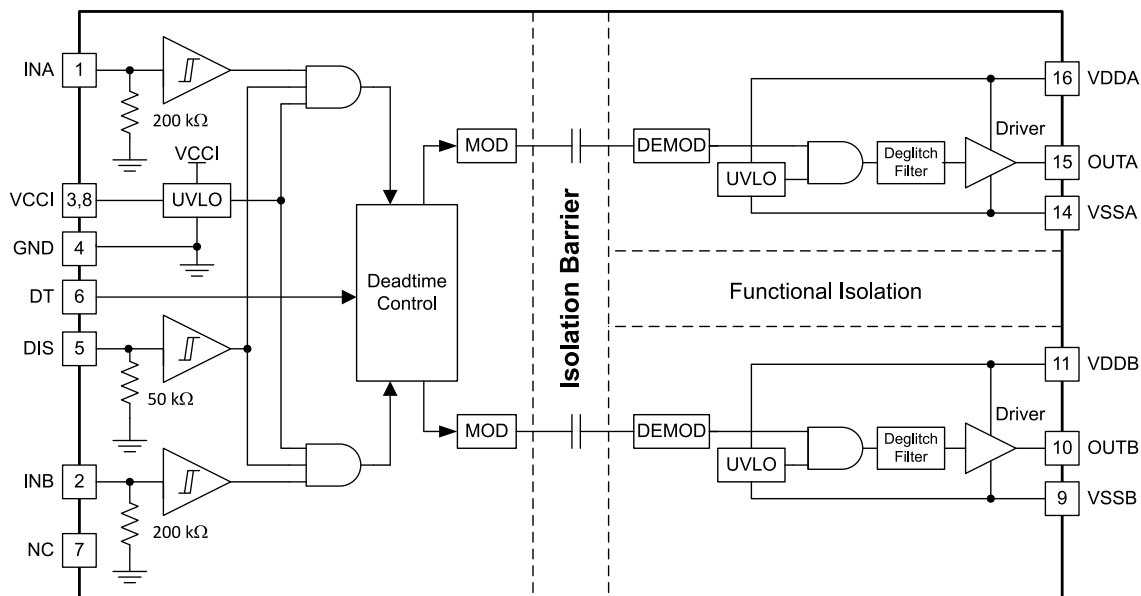 INA 1
200 kΩ
VCCI
VCCI 3,8
UVLO
GND 4
DT 6
DIS 5
50 kΩ
INB 2
200 kΩ
NC 7
Deadtime
Control
MOD
MOD
Isolation Barrier
DEMOD
UVLO
Deglitch
Filter
Driver
16 VDDA
15 OUTA
14 VSSA
Functional Isolation
DEMOD
UVLO
Deglitch
Filter
Driver
11 VDDB
10 OUTB
9 VSSB